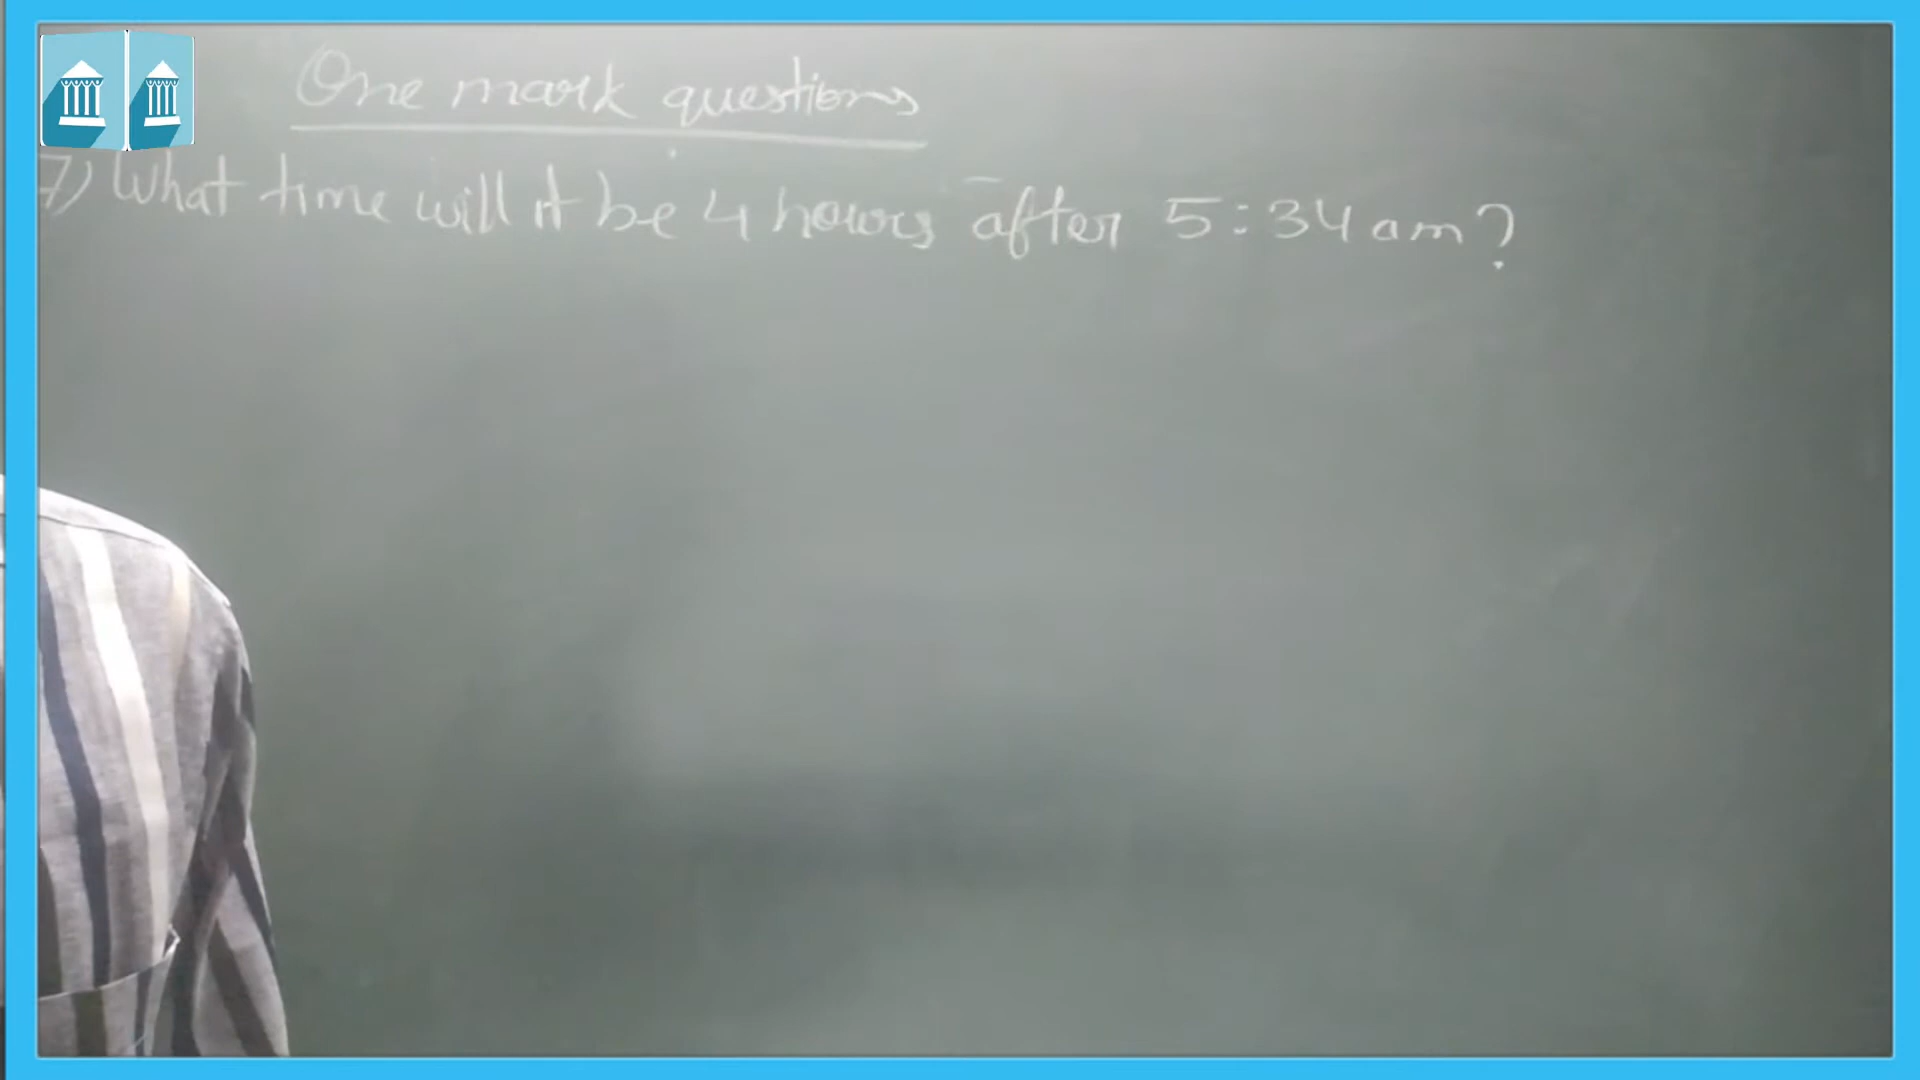 One mark questions
7) What time will it be 4 hours after 5:34 am?